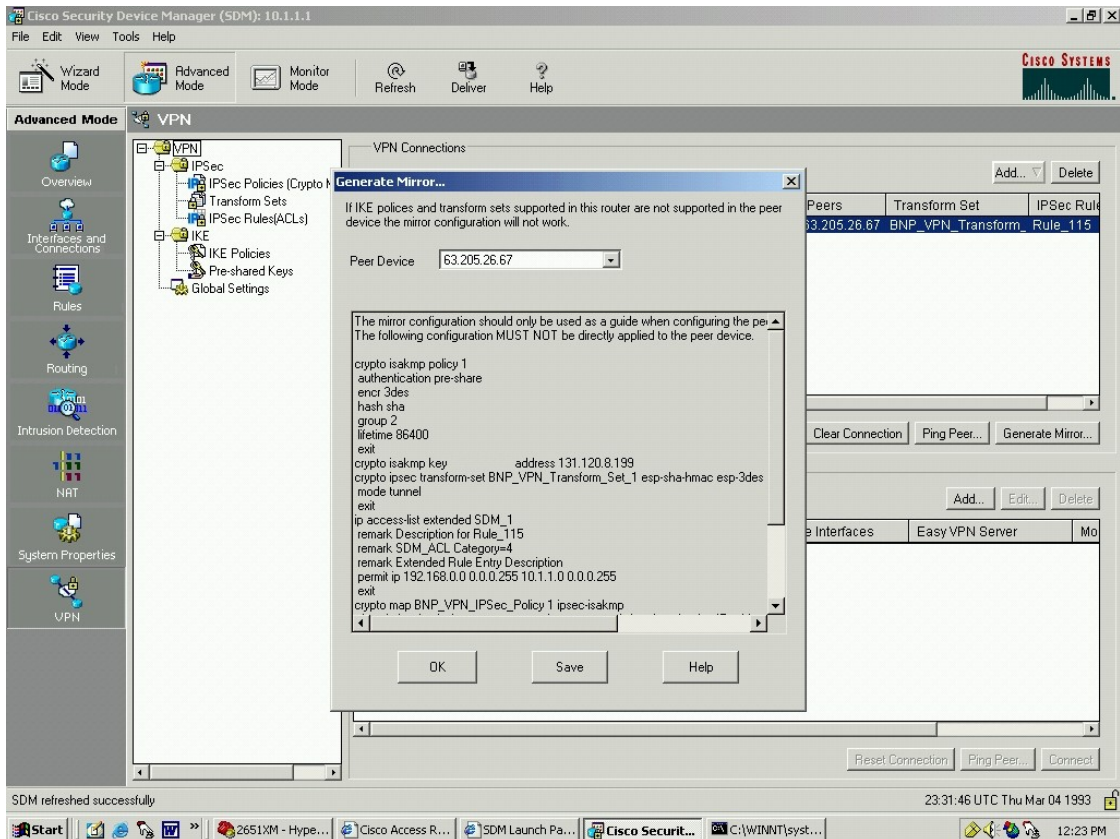 Cisco Security Device Manager (SDM): 10.1.1.1
File Edit View Tools Help
Wizard Mode
Advanced Mode
Monitor Mode
Refresh
Deliver
Help
CISCO SYSTEMS
Advanced Mode
VPN
Overview
Interfaces and Connections
Rules
Routing
Intrusion Detection
NAT
System Properties
VPN
VPN
IPSec
IPSec Policies (Crypto M
Transform Sets
IPSec Rules(ACLs)
IKE
IKE Policies
Pre-shared Keys
Global Settings
VPN Connections
Add... Delete
Peers Transform Set IPSec Rule
63.205.26.67 BNP_VPN_Transform_ Rule_115
Clear Connection Ping Peer... Generate Mirror...
Add... Edit... Delete
e Interfaces Easy VPN Server Mo
Reset Connection Ping Peer... Connect
Generate Mirror...
If IKE polices and transform sets supported in this router are not supported in the peer
device the mirror configuration will not work.
Peer Device 63.205.26.67
The mirror configuration should only be used as a guide when configuring the pe
The following configuration MUST NOT be directly applied to the peer device.
crypto isakmp policy 1
authentication pre-share
encr 3des
hash sha
group 2
lifetime 86400
exit
crypto isakmp key address 131.120.8.199
crypto ipsec transform-set BNP_VPN_Transform_Set_1 esp-sha-hmac esp-3des
mode tunnel
exit
ip access-list extended SDM_1
remark Description for Rule_115
remark SDM_ACL Category=4
remark Extended Rule Entry Description
permit ip 192.168.0.0 0.0.0.255 10.1.1.0 0.0.0.255
exit
crypto map BNP_VPN_IPSec_Policy 1 ipsec-isakmp
OK Save Help
SDM refreshed successfully
23:31:46 UTC Thu Mar 04 1993
Start
2651XM - Hype...
Cisco Access R...
SDM Launch Pa...
Cisco Securit...
C:\WINNT\syst...
12:23 PM